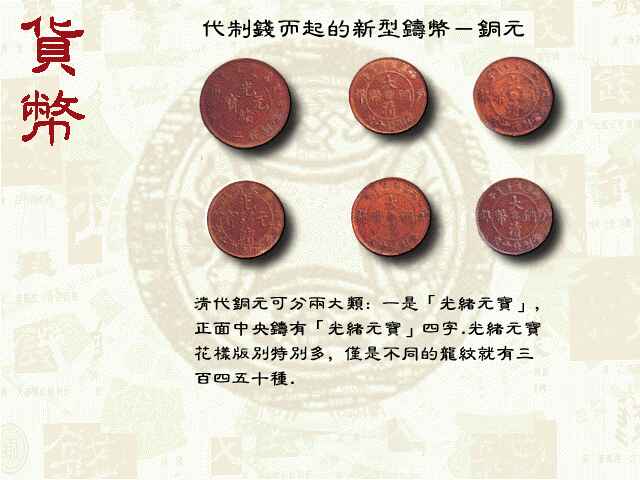 貨幣
代制錢而起的新型鑄幣－銅元
清代銅元可分兩大類：一是「光緒元寶」，
正面中央鑄有「光緒元寶」四字.光緒元寶
花樣版別特別多，僅是不同的龍紋就有三
百四五十種.